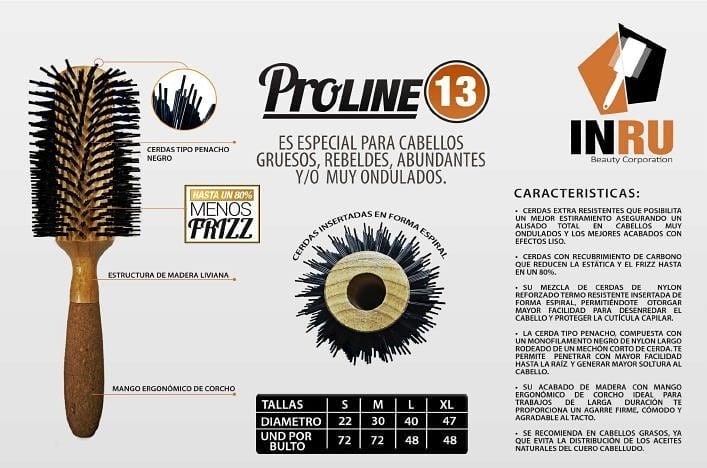 PROLINE 13
ES ESPECIAL PARA CABELLOS
GRUESOS, REBELDES, ABUNDANTES
Y/O MUY ONDULADOS.
INRU
Beauty Corporation
CERDAS TIPO PENACHO
NEGRO
HASTA UN 80%
MENOS
FRIZZ
ESTRUCTURA DE MADERA LIVIANA
MANGO ERGONÓMICO DE CORCHO
CERDAS INSERTADAS EN FORMA ESPIRAL
TALLAS S M L XL
DIAMETRO 22 30 40 47
UND POR
BULTO 72 72 48 48
CARACTERISTICAS:
• CERDAS EXTRA RESISTENTES QUE POSIBILITA
UN MEJOR ESTIRAMIENTO ASEGURANDO UN
ALISADO TOTAL EN CABELLOS MUY
ONDULADOS Y LOS MEJORES ACABADOS CON
EFECTOS LISO.
• CERDAS CON RECUBRIMIENTO DE CARBONO
QUE REDUCEN LA ESTÁTICA Y EL FRIZZ HASTA
EN UN 80%.
• SU MEZCLA DE CERDAS DE NYLON
REFORZADO TERMO RESISTENTE INSERTADA DE
FORMA ESPIRAL, PERMITIÉNDOTE OTORGAR
MAYOR FACILIDAD PARA DESENREDAR EL
CABELLO Y PROTEGER LA CUTÍCULA CAPILAR.
• LA CERDA TIPO PENACHO, COMPUESTA CON
UN MONOFILAMENTO NEGRO DE NYLON LARGO
RODEADO DE UN MECHÓN CORTO DE CERDA. TE
PERMITE PENETRAR CON MAYOR FACILIDAD
HASTA LA RAÍZ Y GENERAR MAYOR SOLTURA AL
CABELLO.
• SU ACABADO DE MADERA CON MANGO
ERGONÓMICO DE CORCHO IDEAL PARA
TRABAJOS DE LARGA DURACIÓN TE
PROPORCIONA UN AGARRE FIRME, CÓMODO Y
AGRADABLE AL TACTO.
• SE RECOMIENDA EN CABELLOS GRASOS, YA
QUE EVITA LA DISTRIBUCIÓN DE LOS ACEITES
NATURALES DEL CUERO CABELLUDO.